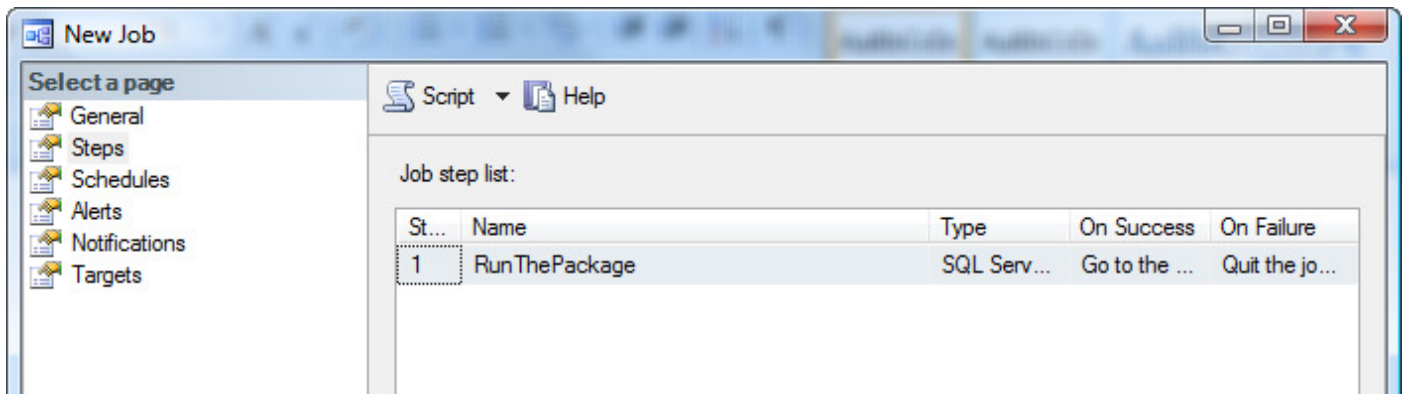 New Job
Select a page
General
Steps
Schedules
Alerts
Notifications
Targets
Script Help
Job step list:
St... Name Type On Success On Failure
1 RunThePackage SQL Serv... Go to the ... Quit the jo...